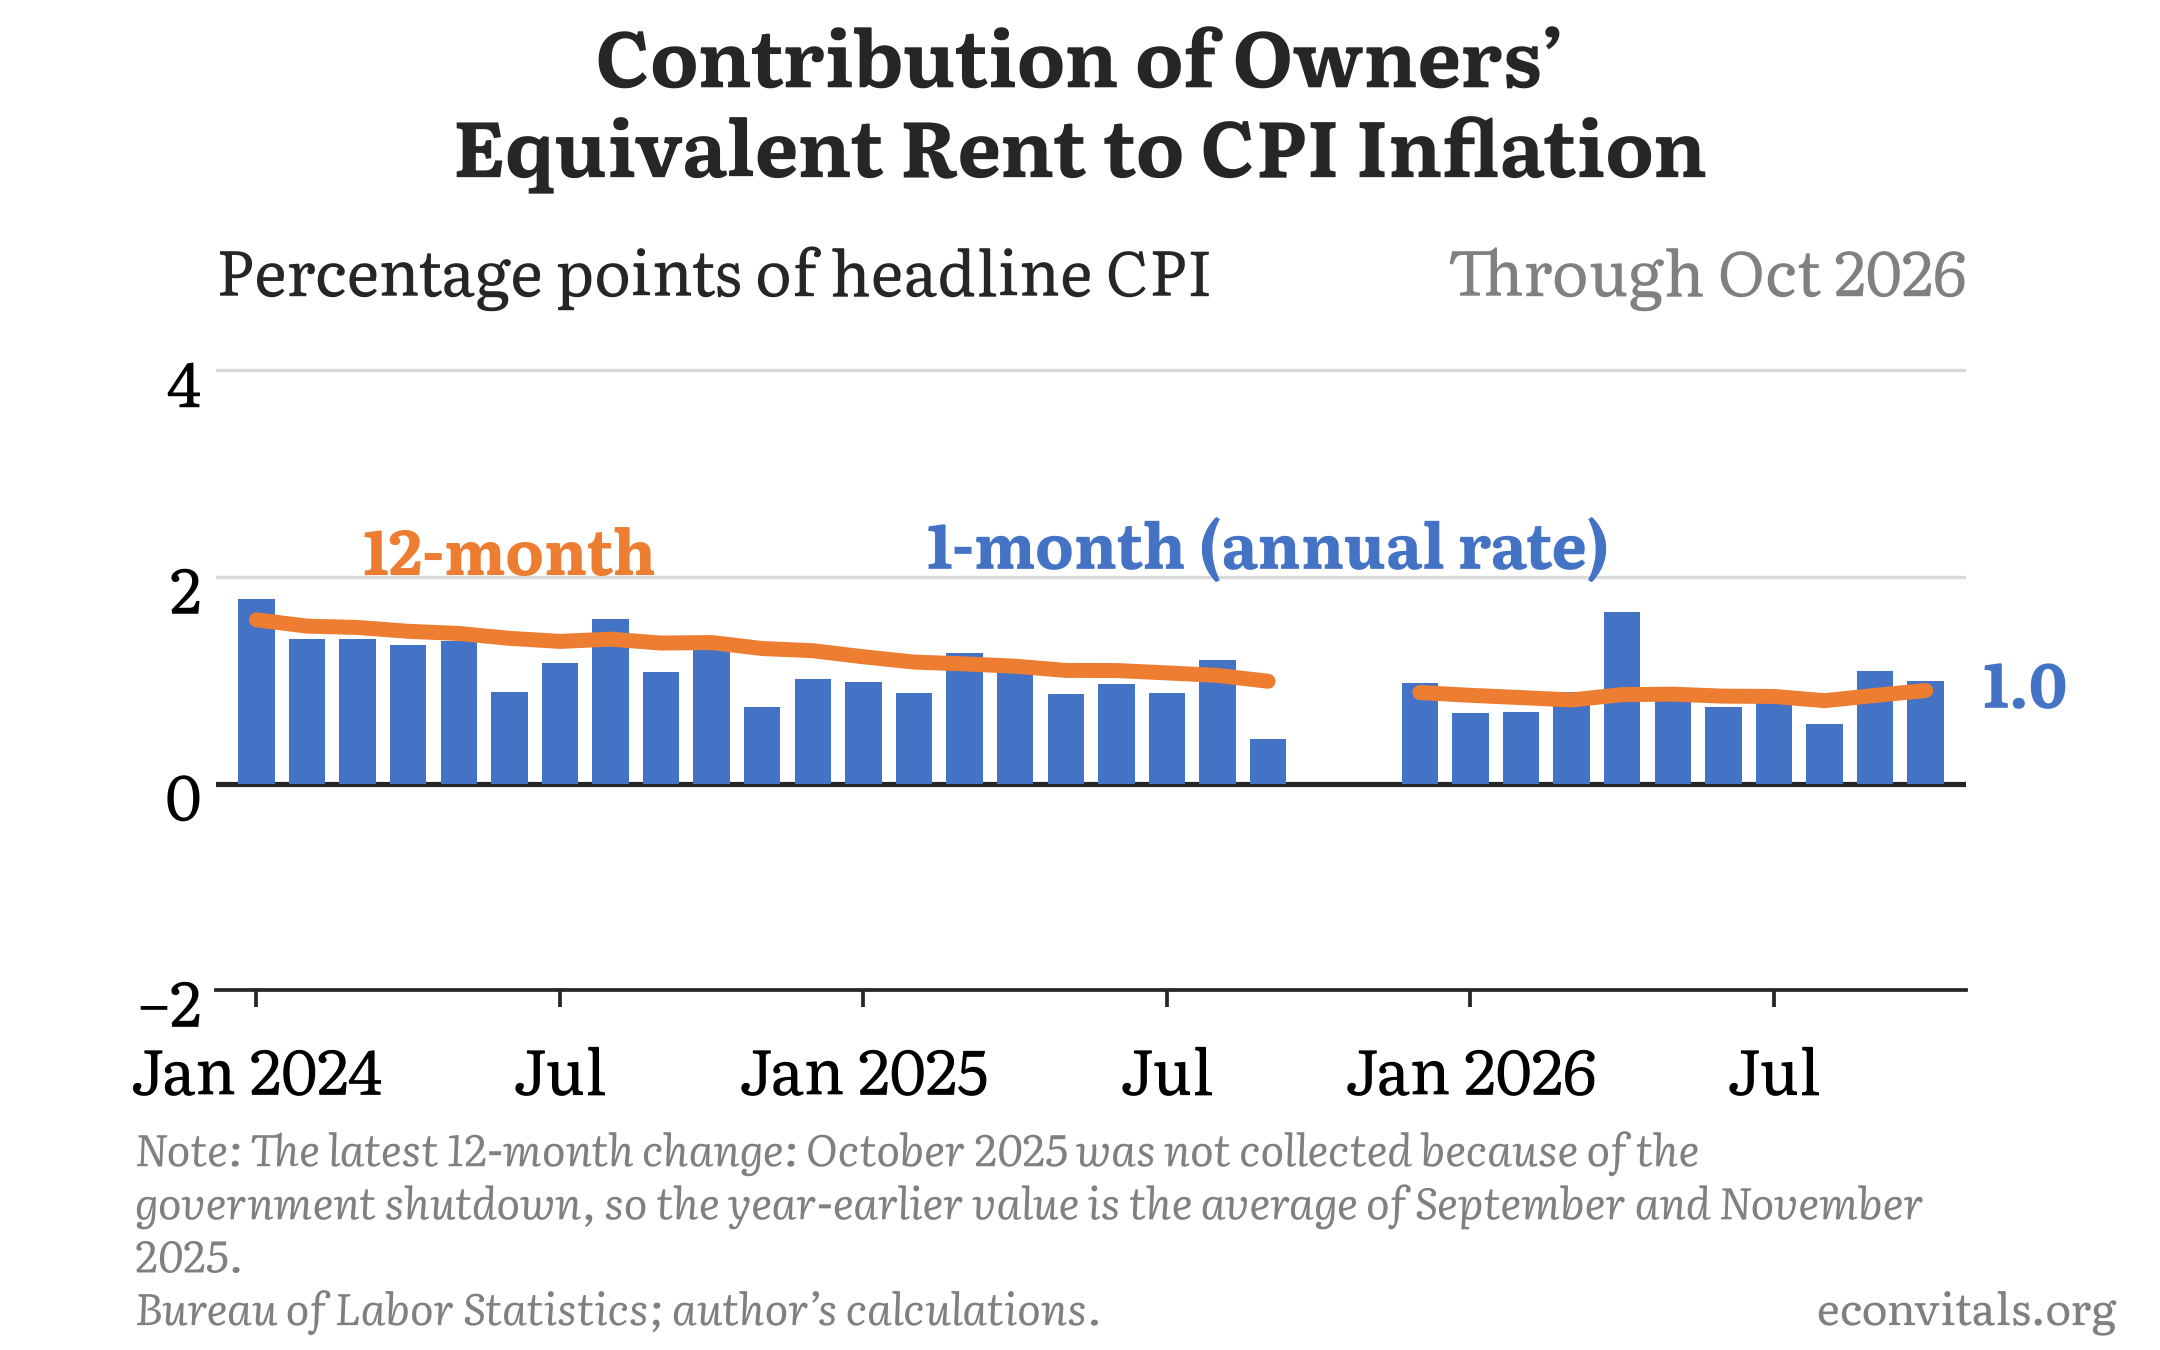 Contribution of Owners’
Equivalent Rent to CPI Inflation
Percentage points of headline CPI
Through Oct 2026
4
12-month
1-month (annual rate)
2
1.0
0
−2
Jan 2024
Jul
Jan 2025
Jul
Jan 2026
Jul
Note: The latest 12-month change: October 2025 was not collected because of the
government shutdown, so the year-earlier value is the average of September and November
2025.
Bureau of Labor Statistics; author’s calculations.
econvitals.org